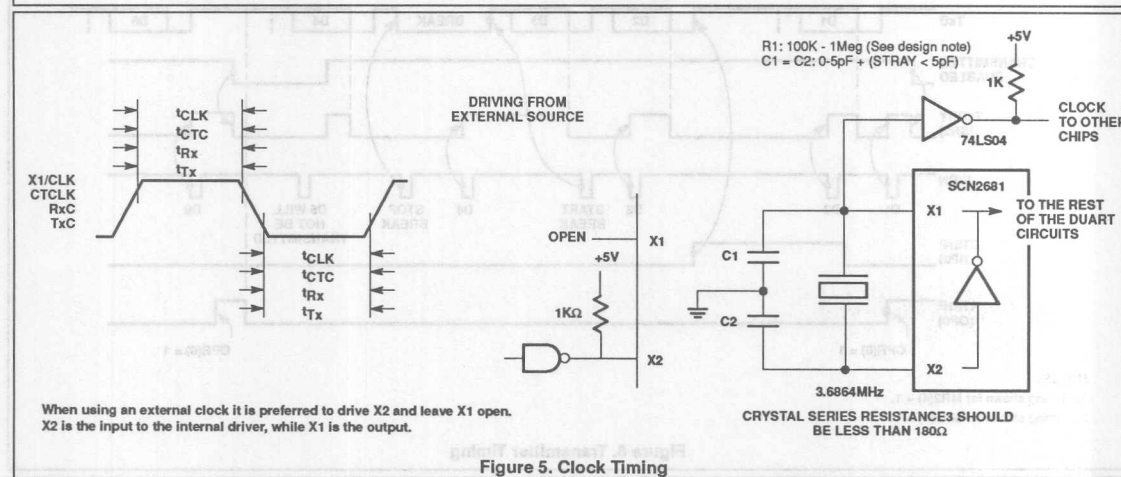 R1: 100K - 1Meg (See design note)
C1 = C2: 0-5pF + (STRAY < 5pF)
+5V
1K
CLOCK
TO OTHER
CHIPS
74LS04
DRIVING FROM
EXTERNAL SOURCE
tCLK
tCTC
tRx
tTx
X1/CLK
CTCLK
RxC
TxC
tCLK
tCTC
tRx
tTx
OPEN
X1
+5V
1KΩ
X2
C1
C2
SCN2681
X1
TO THE REST
OF THE DUART
CIRCUITS
X2
3.6864MHz
CRYSTAL SERIES RESISTANCE3 SHOULD
BE LESS THAN 180Ω
When using an external clock it is preferred to drive X2 and leave X1 open.
X2 is the input to the internal driver, while X1 is the output.
Figure 5. Clock Timing